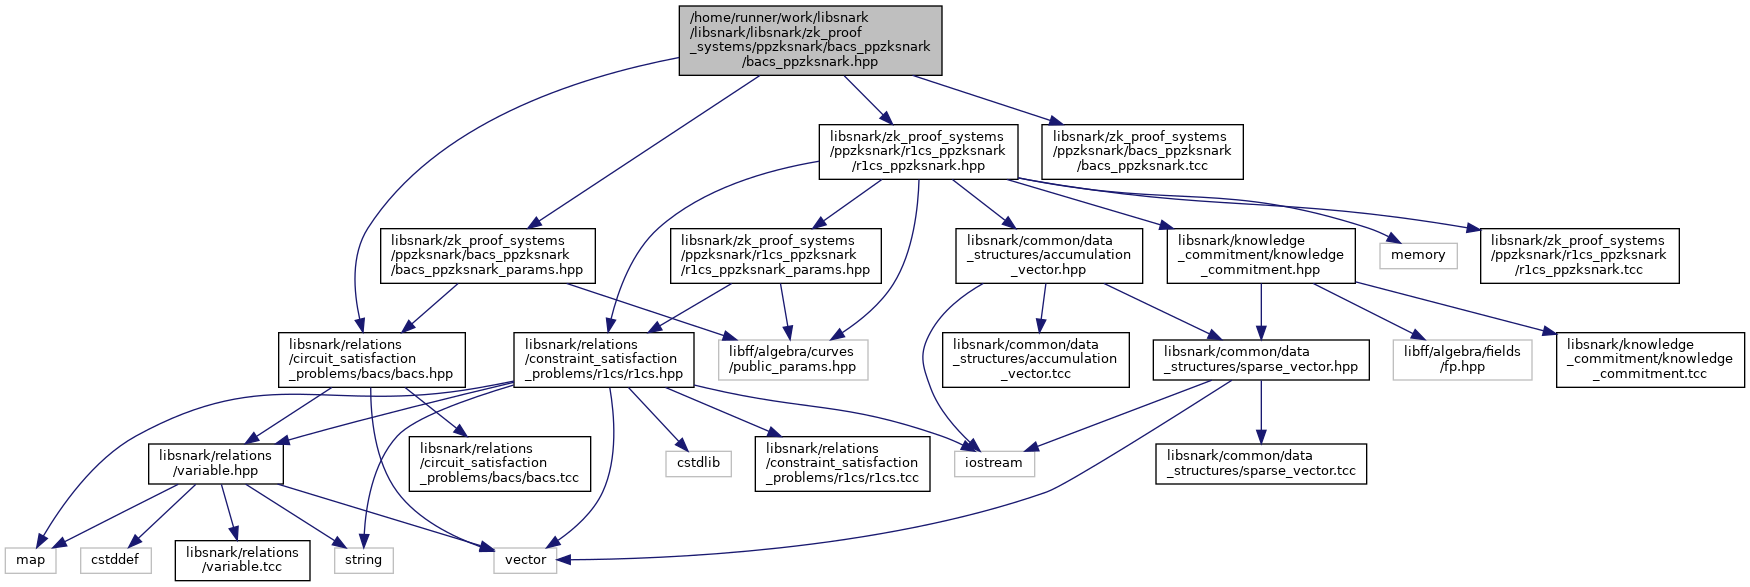 /home/runner/work/libsnark
/libsnark/libsnark/zk_proof
_systems/ppzksnark/bacs_ppzksnark
/bacs_ppzksnark.hpp
libsnark/zk_proof_systems
/ppzksnark/r1cs_ppzksnark
/r1cs_ppzksnark.hpp
libsnark/zk_proof_systems
/ppzksnark/bacs_ppzksnark
/bacs_ppzksnark.tcc
libsnark/zk_proof_systems
/ppzksnark/bacs_ppzksnark
/bacs_ppzksnark_params.hpp
libsnark/zk_proof_systems
/ppzksnark/r1cs_ppzksnark
/r1cs_ppzksnark_params.hpp
libsnark/common/data
_structures/accumulation
_vector.hpp
libsnark/knowledge
_commitment/knowledge
_commitment.hpp
memory
libsnark/zk_proof_systems
/ppzksnark/r1cs_ppzksnark
/r1cs_ppzksnark.tcc
libsnark/relations
/circuit_satisfaction
_problems/bacs/bacs.hpp
libsnark/relations
/constraint_satisfaction
_problems/r1cs/r1cs.hpp
libff/algebra/curves
/public_params.hpp
libsnark/common/data
_structures/accumulation
_vector.tcc
libsnark/common/data
_structures/sparse_vector.hpp
libff/algebra/fields
/fp.hpp
libsnark/knowledge
_commitment/knowledge
_commitment.tcc
libsnark/relations
/variable.hpp
libsnark/relations
/circuit_satisfaction
_problems/bacs/bacs.tcc
cstdlib
libsnark/relations
/constraint_satisfaction
_problems/r1cs/r1cs.tcc
iostream
libsnark/common/data
_structures/sparse_vector.tcc
map
cstddef
libsnark/relations
/variable.tcc
string
vector